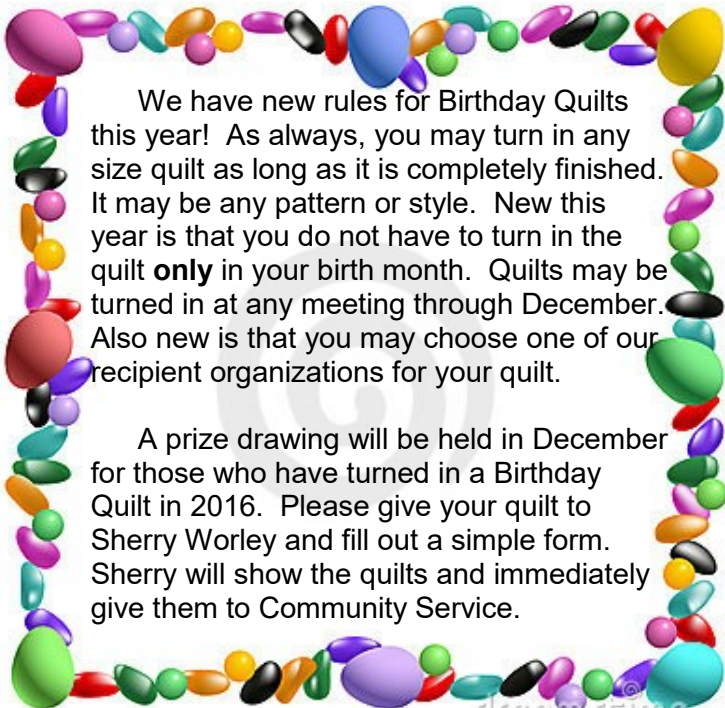 We have new rules for Birthday Quilts
this year!  As always, you may turn in any
size quilt as long as it is completely finished.
It may be any pattern or style.  New this
year is that you do not have to turn in the
quilt only in your birth month.  Quilts may be
turned in at any meeting through December.
Also new is that you may choose one of our
recipient organizations for your quilt.

A prize drawing will be held in December
for those who have turned in a Birthday
Quilt in 2016.  Please give your quilt to
Sherry Worley and fill out a simple form.
Sherry will show the quilts and immediately
give them to Community Service.